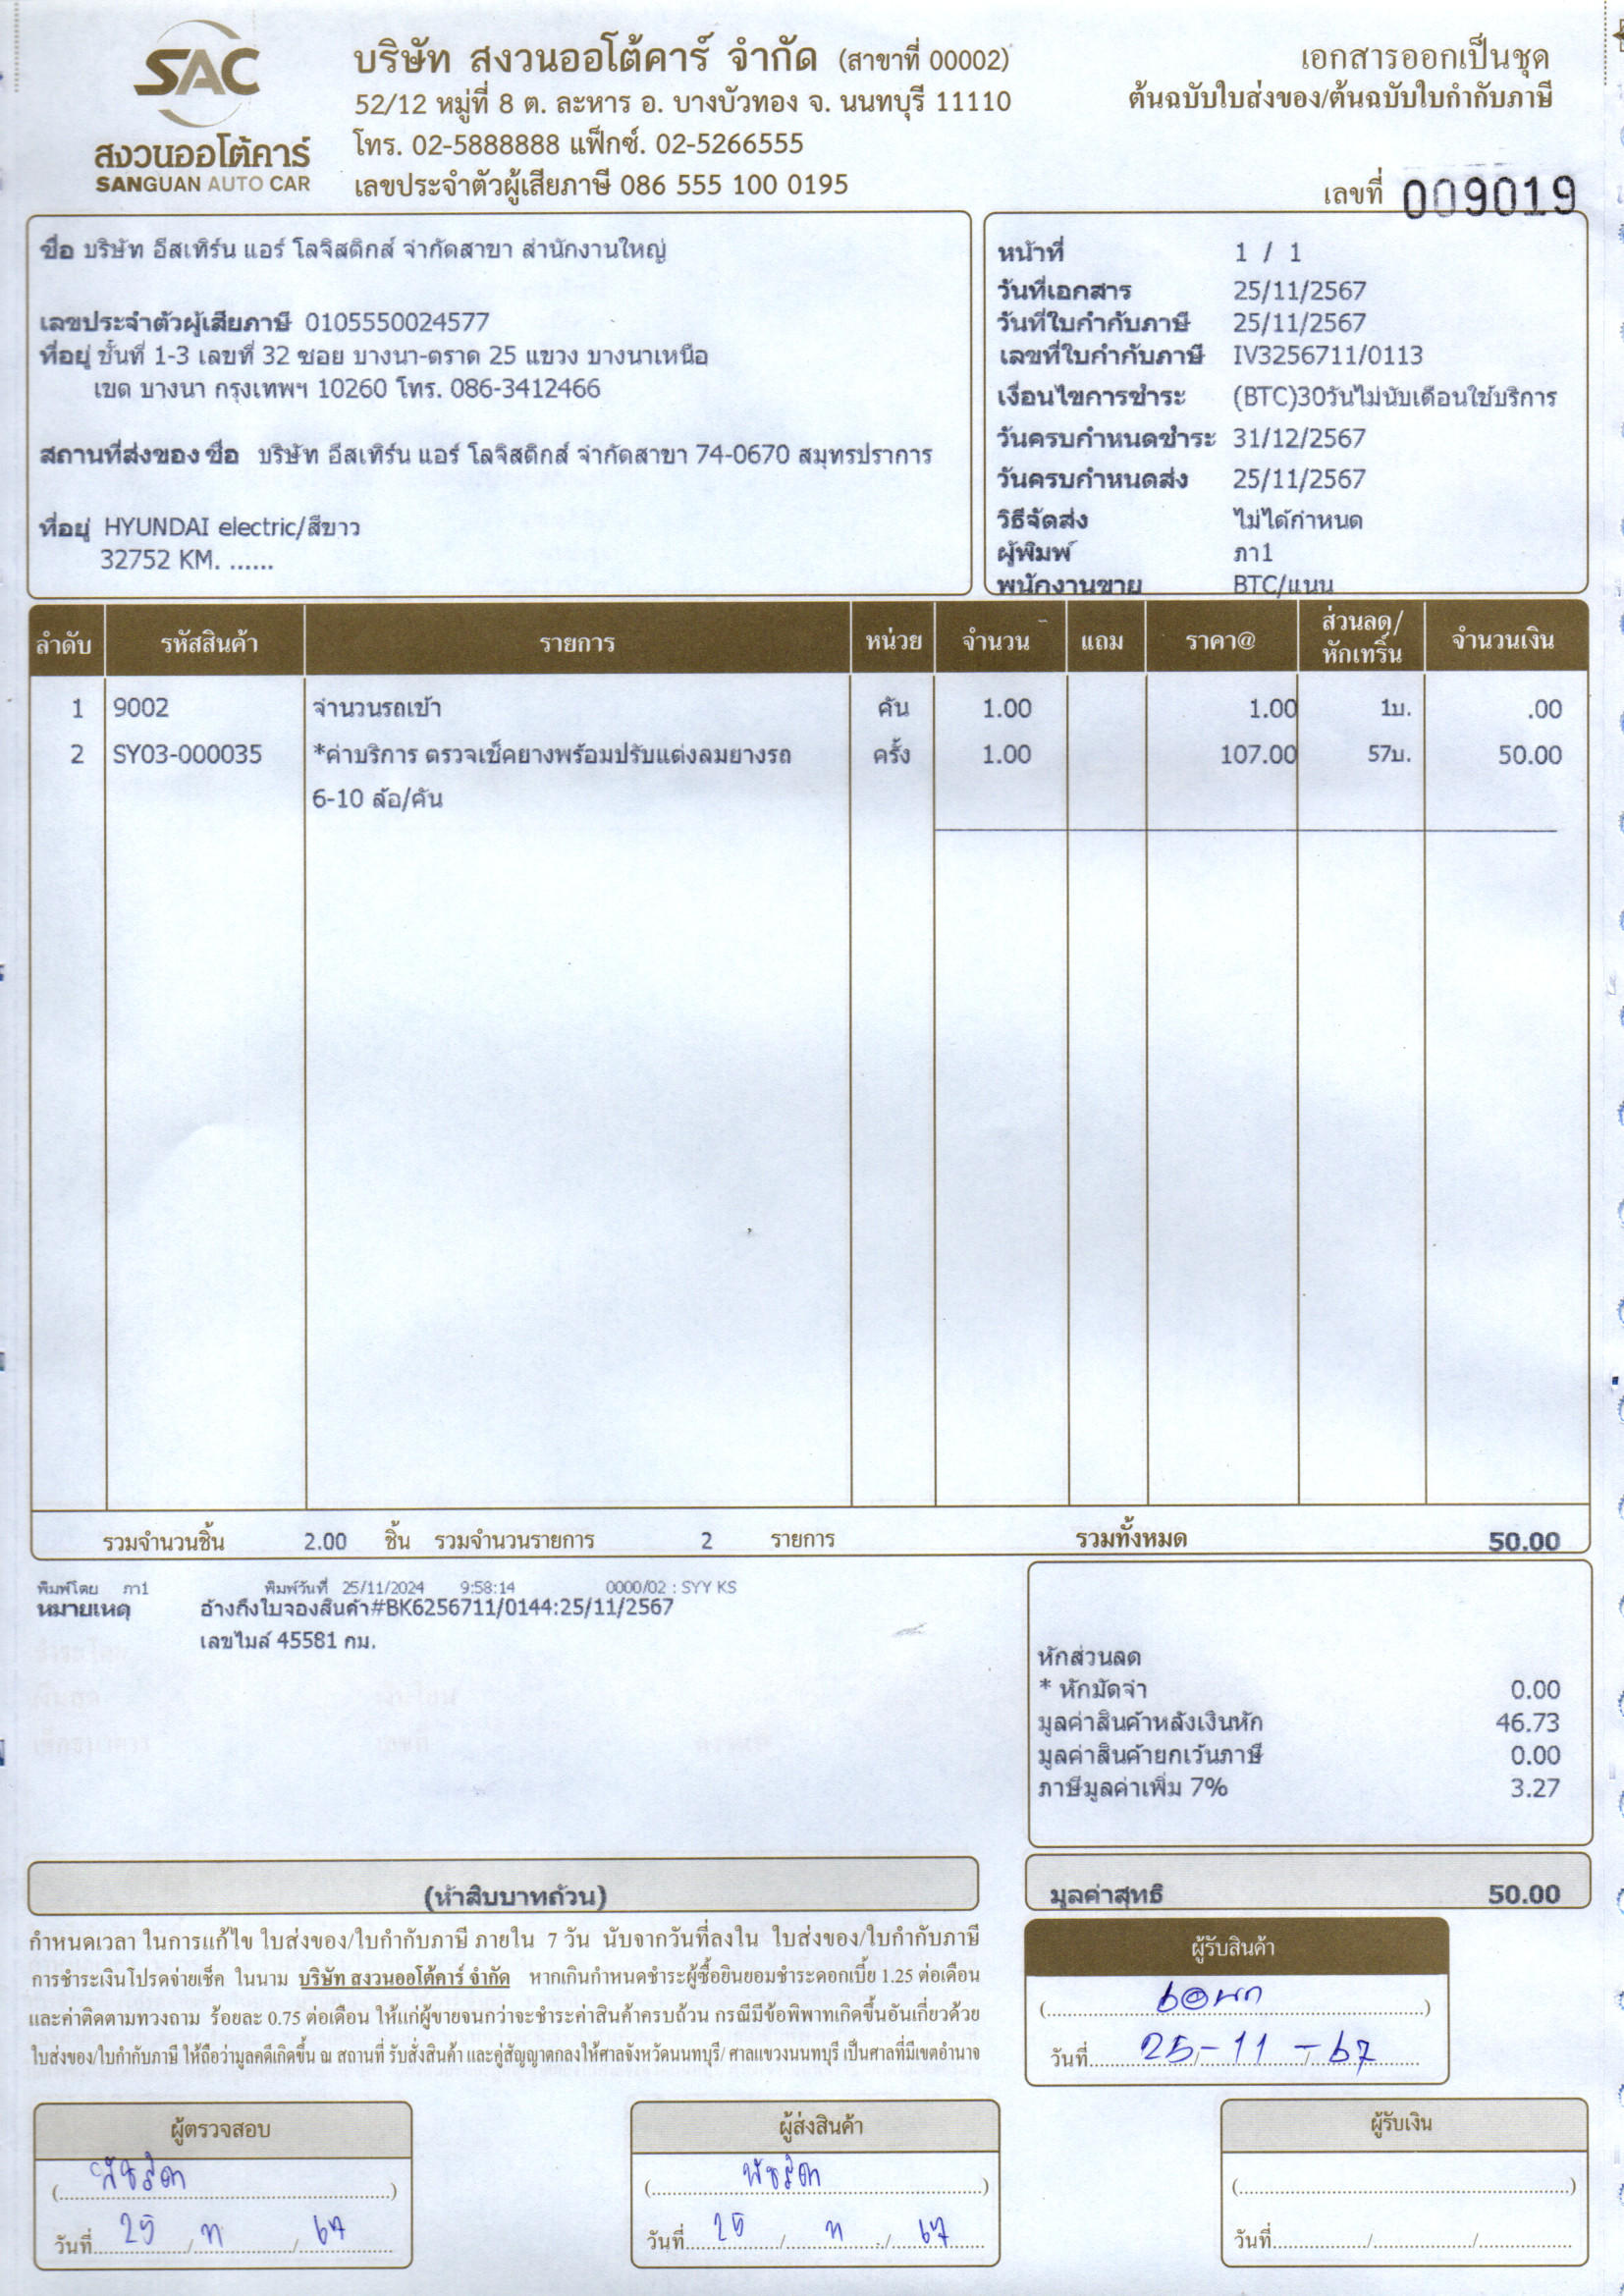 SAC
สงวนออโต้คาร์
SANGUAN AUTO CAR
บริษัท สงวนออโต้คาร์ จำกัด (สาขาที่ 00002)
52/12 หมู่ที่ 8 ต. ละหาร อ. บางบัวทอง จ. นนทบุรี 11110
โทร. 02-5888888 แฟ็กซ์. 02-5266555
เลขประจำตัวผู้เสียภาษี 086 555 100 0195
เอกสารออกเป็นชุด
ต้นฉบับใบส่งของ/ต้นฉบับใบกำกับภาษี
เลขที่ 009019
ชื่อ บริษัท อีสเทิร์น แอร์ โลจิสติกส์ จำกัดสาขา สำนักงานใหญ่
เลขประจำตัวผู้เสียภาษี 0105550024577
ที่อยู่ ชั้นที่ 1-3 เลขที่ 32 ซอย บางนา-ตราด 25 แขวง บางนาเหนือ
เขต บางนา กรุงเทพฯ 10260 โทร. 086-3412466
สถานที่ส่งของ ชื่อ บริษัท อีสเทิร์น แอร์ โลจิสติกส์ จำกัดสาขา 74-0670 สมุทรปราการ
ที่อยู่ HYUNDAI electric/สีขาว
32752 KM. ......
หน้าที่ 1 / 1
วันที่เอกสาร 25/11/2567
วันที่ใบกำกับภาษี 25/11/2567
เลขที่ใบกำกับภาษี IV3256711/0113
เงื่อนไขการชำระ (BTC)30วันไม่นับเดือนใช้บริการ
วันครบกำหนดชำระ 31/12/2567
วันครบกำหนดส่ง 25/11/2567
วิธีจัดส่ง ไม่ได้กำหนด
ผู้พิมพ์ ภา1
พนักงานขาย BTC/แนน
ลำดับ รหัสสินค้า รายการ หน่วย จำนวน แถม ราคา@ ส่วนลด/หักเทริ์น จำนวนเงิน
1 9002 จำนวนรถเข้า คัน 1.00 1.00 1บ. .00
2 SY03-000035 *ค่าบริการ ตรวจเช็คยางพร้อมปรับแต่งลมยางรถ ครั้ง 1.00 107.00 57บ. 50.00
6-10 ล้อ/คัน
รวมจำนวนชิ้น 2.00 ชิ้น รวมจำนวนรายการ 2 รายการ รวมทั้งหมด 50.00
พิมพ์โดย ภา1 พิมพ์วันที่ 25/11/2024 9:58:14 0000/02 : SYY KS
หมายเหตุ อ้างถึงใบจองสินค้า#BK6256711/0144:25/11/2567
เลขไมล์ 45581 กม.
หักส่วนลด
* หักมัดจำ 0.00
มูลค่าสินค้าหลังเงินหัก 46.73
มูลค่าสินค้ายกเว้นภาษี 0.00
ภาษีมูลค่าเพิ่ม 7% 3.27
(ห้าสิบบาทถ้วน)
มูลค่าสุทธิ 50.00
กำหนดเวลา ในการแก้ไข ใบส่งของ/ใบกำกับภาษี ภายใน 7 วัน นับจากวันที่ลงใน ใบส่งของ/ใบกำกับภาษี
การชำระเงินโปรดจ่ายเช็ค ในนาม บริษัท สงวนออโต้คาร์ จำกัด หากเกินกำหนดชำระผู้ซื้อยินยอมชำระดอกเบี้ย 1.25 ต่อเดือน
และค่าติดตามทวงถาม ร้อยละ 0.75 ต่อเดือน ให้แก่ผู้ขายจนกว่าจะชำระค่าสินค้าครบถ้วน กรณีมีข้อพิพาทเกิดขึ้นอันเกี่ยวด้วย
ใบส่งของ/ใบกำกับภาษี ให้ถือว่ามูลคดีเกิดขึ้น ณ สถานที่ รับสั่งสินค้า และคู่สัญญาตกลงให้ศาลจังหวัดนนทบุรี/ ศาลแขวงนนทบุรี เป็นศาลที่มีเขตอำนาจ
ผู้รับสินค้า
วันที่ 25-11-67
ผู้ตรวจสอบ
วันที่ 25 / 11 / 67
ผู้ส่งสินค้า
วันที่ 25 / 11 / 67
ผู้รับเงิน
วันที่